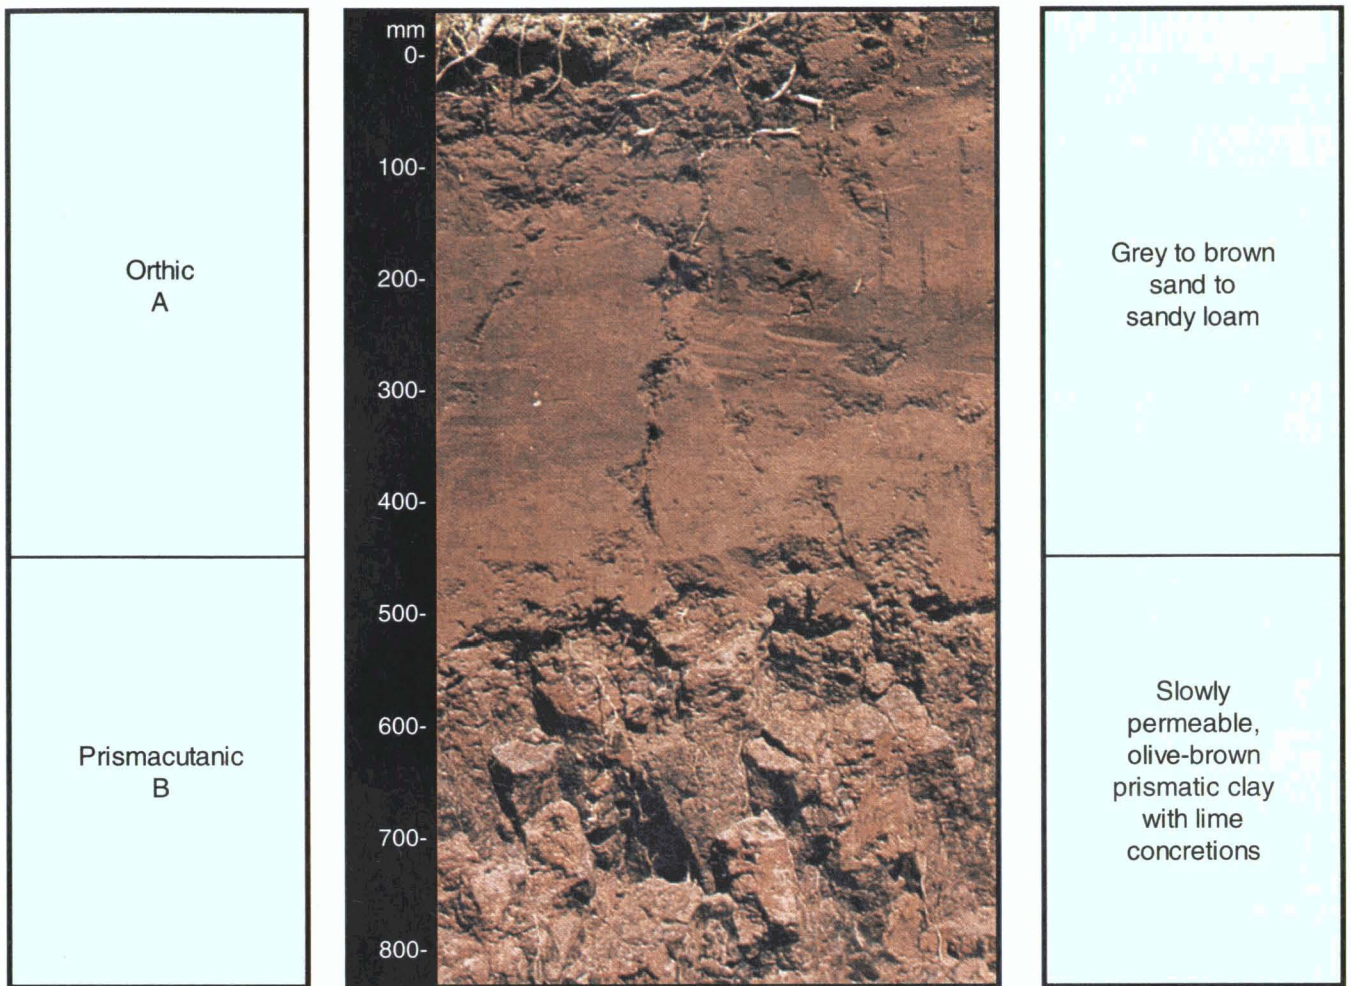 Orthic
A
Prismacutanic
B
mm
0-
100-
200-
300-
400-
500-
600-
700-
800-
Grey to brown
sand to
sandy loam
Slowly
permeable,
olive-brown
prismatic clay
with lime
concretions